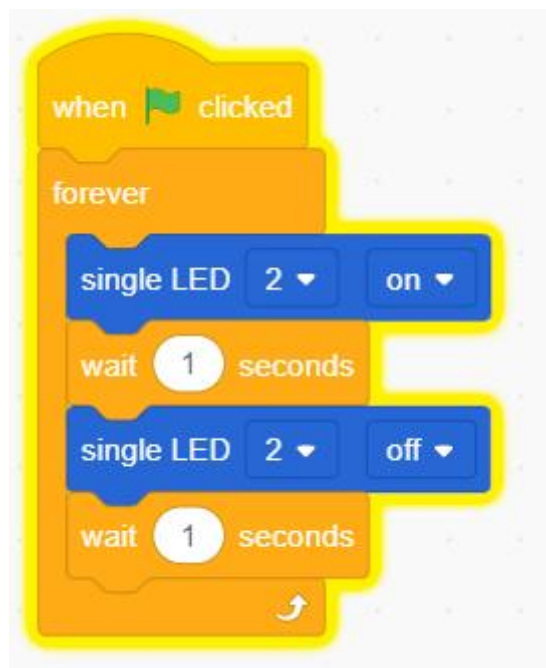 when clicked
forever
single LED 2 on
wait 1 seconds
single LED 2 off
wait 1 seconds